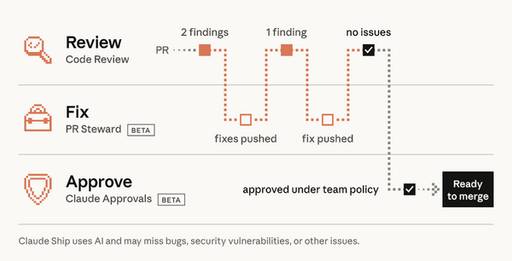 2 findings
1 finding
no issues
Review
Code Review
PR
Fix
PR Steward BETA
fixes pushed
fix pushed
Approve
Claude Approvals BETA
approved under team policy
Ready
to merge
Claude Ship uses AI and may miss bugs, security vulnerabilities, or other issues.